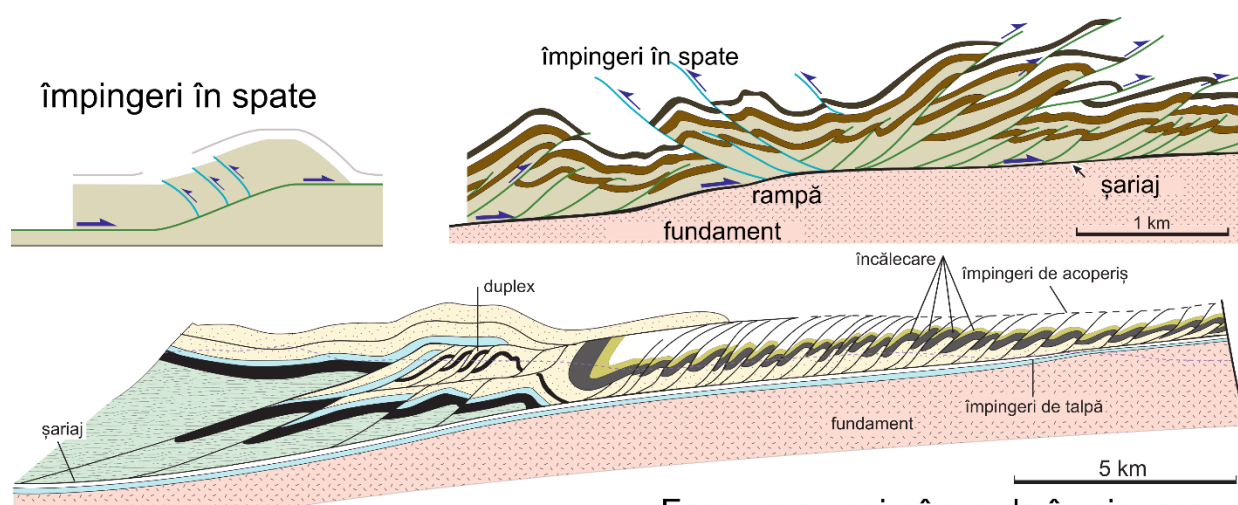 împingeri în spate
împingeri în spate
rampă
șariaj
fundament
1 km
încălecare
împingeri de acoperiș
duplex
împingeri de talpă
fundament
șariaj
5 km